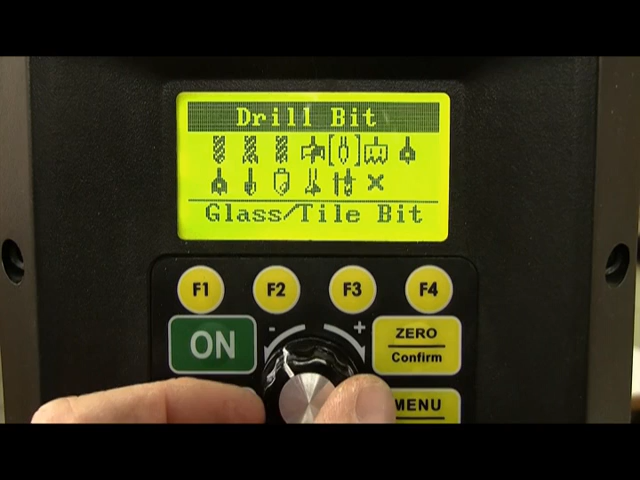 Drill Bit
Glass/Tile Bit
F1 F2 F3 F4
- +
ON
ZERO
Confirm
MENU